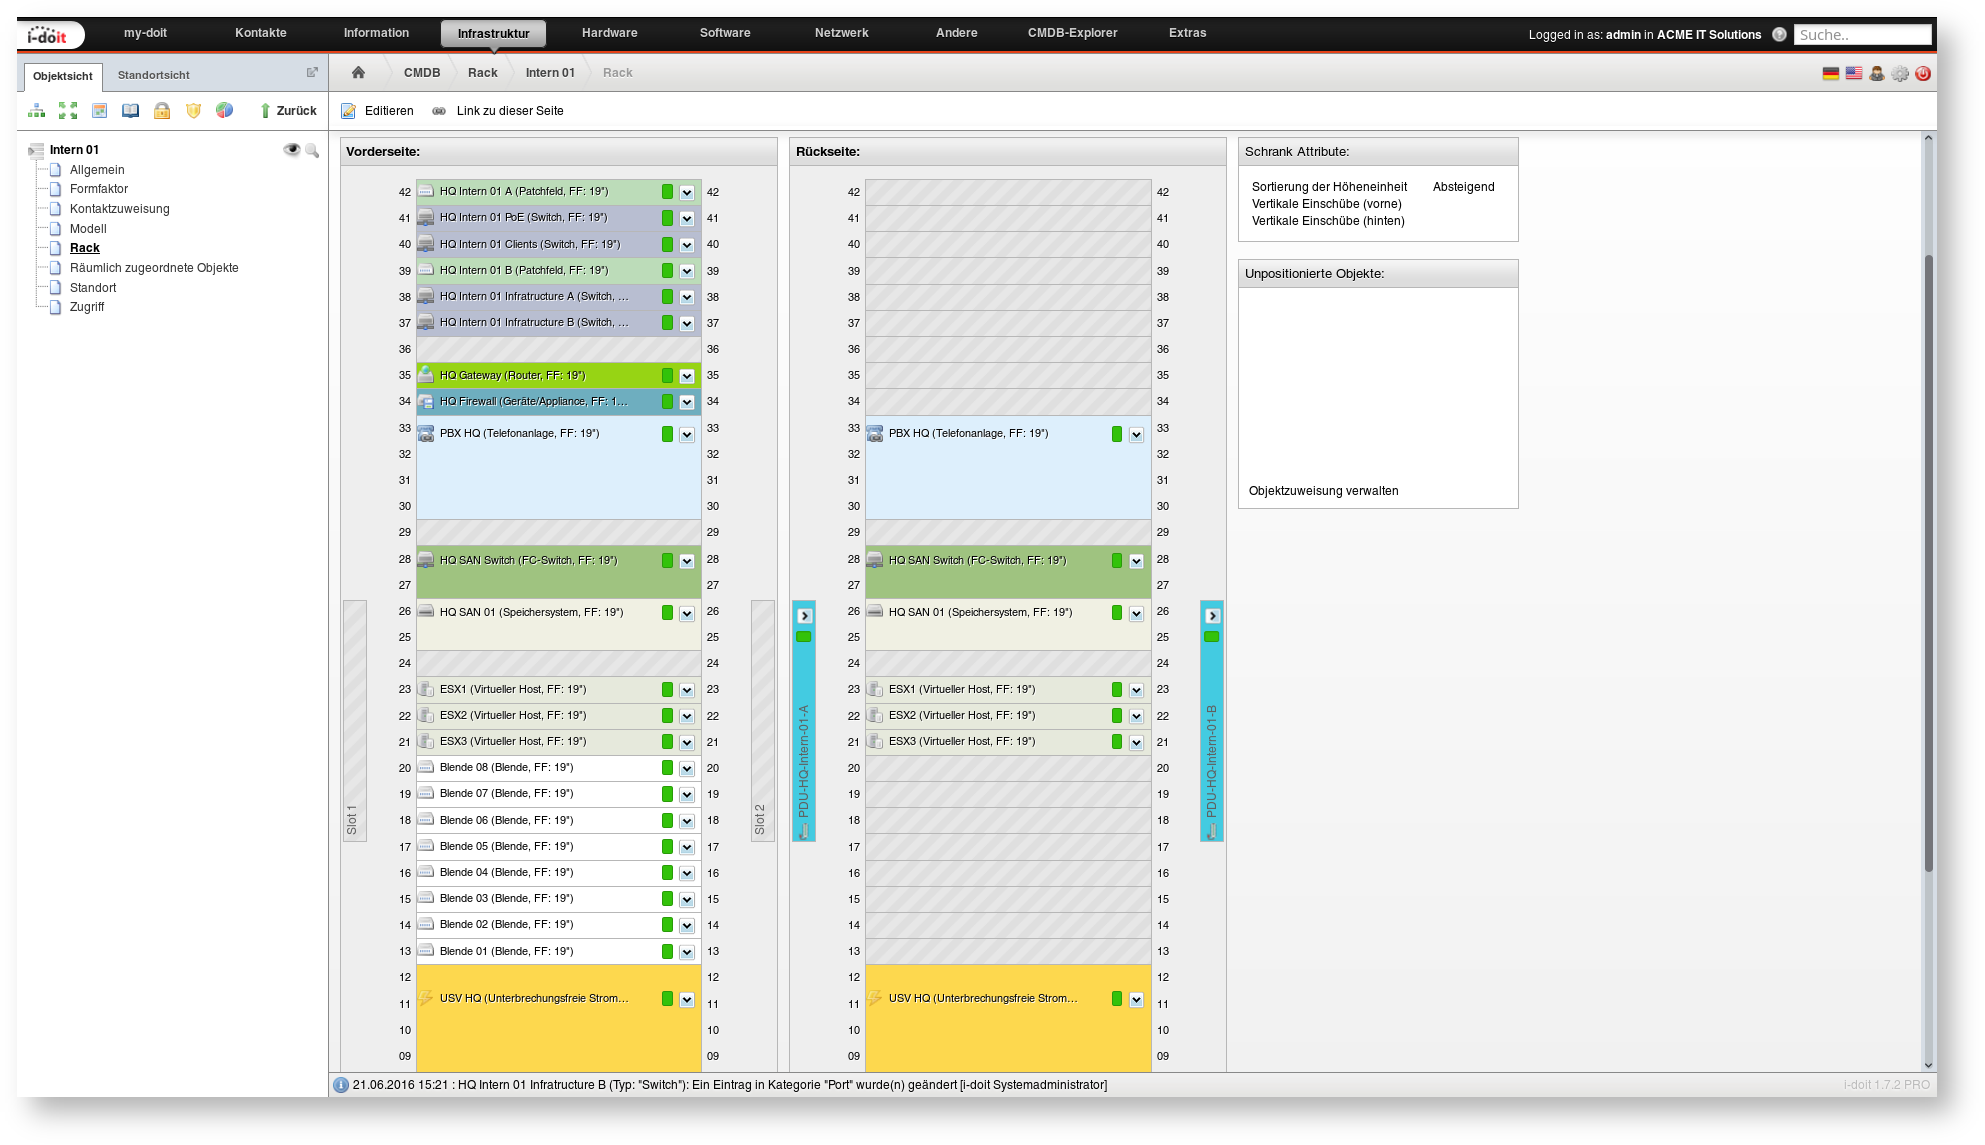 i-doit
my-doit Kontakte Information Infrastruktur Hardware Software Netzwerk Andere CMDB-Explorer Extras
Logged in as: admin in ACME IT Solutions
Suche..
Objektsicht Standortsicht
CMDB Rack Intern 01 Rack
Zurück
Editieren Link zu dieser Seite
Intern 01
Allgemein
Formfaktor
Kontaktzuweisung
Modell
Rack
Räumlich zugeordnete Objekte
Standort
Zugriff
Vorderseite:
42 HQ Intern 01 A (Patchfeld, FF: 19") 42
41 HQ Intern 01 PoE (Switch, FF: 19") 41
40 HQ Intern 01 Clients (Switch, FF: 19") 40
39 HQ Intern 01 B (Patchfeld, FF: 19") 39
38 HQ Intern 01 Infratructure A (Switch, ... 38
37 HQ Intern 01 Infratructure B (Switch, ... 37
36 36
35 HQ Gateway (Router, FF: 19") 35
34 HQ Firewall (Geräte/Appliance, FF: 1... 34
33 PBX HQ (Telefonanlage, FF: 19") 33
32 32
31 31
30 30
29 29
28 HQ SAN Switch (FC-Switch, FF: 19") 28
27 27
26 HQ SAN 01 (Speichersystem, FF: 19") 26
25 25
24 24
23 ESX1 (Virtueller Host, FF: 19") 23
22 ESX2 (Virtueller Host, FF: 19") 22
21 ESX3 (Virtueller Host, FF: 19") 21
20 Blende 08 (Blende, FF: 19") 20
19 Blende 07 (Blende, FF: 19") 19
18 Blende 06 (Blende, FF: 19") 18
17 Blende 05 (Blende, FF: 19") 17
16 Blende 04 (Blende, FF: 19") 16
15 Blende 03 (Blende, FF: 19") 15
14 Blende 02 (Blende, FF: 19") 14
13 Blende 01 (Blende, FF: 19") 13
12 12
11 USV HQ (Unterbrechungsfreie Strom... 11
10 10
09 09
Slot 1
Slot 2
Rückseite:
42 42
41 41
40 40
39 39
38 38
37 37
36 36
35 35
34 34
33 PBX HQ (Telefonanlage, FF: 19") 33
32 32
31 31
30 30
29 29
28 HQ SAN Switch (FC-Switch, FF: 19") 28
27 27
26 HQ SAN 01 (Speichersystem, FF: 19") 26
25 25
24 24
23 ESX1 (Virtueller Host, FF: 19") 23
22 ESX2 (Virtueller Host, FF: 19") 22
21 ESX3 (Virtueller Host, FF: 19") 21
20 20
19 19
18 18
17 17
16 16
15 15
14 14
13 13
12 12
11 USV HQ (Unterbrechungsfreie Strom... 11
10 10
09 09
PDU-HQ-Intern-01-A
PDU-HQ-Intern-01-B
Schrank Attribute:
Sortierung der Höheneinheit Absteigend
Vertikale Einschübe (vorne)
Vertikale Einschübe (hinten)
Unpositionierte Objekte:
Objektzuweisung verwalten
21.06.2016 15:21 : HQ Intern 01 Infratructure B (Typ: "Switch"): Ein Eintrag in Kategorie "Port" wurde(n) geändert [i-doit Systemadministrator]
i-doit 1.7.2 PRO